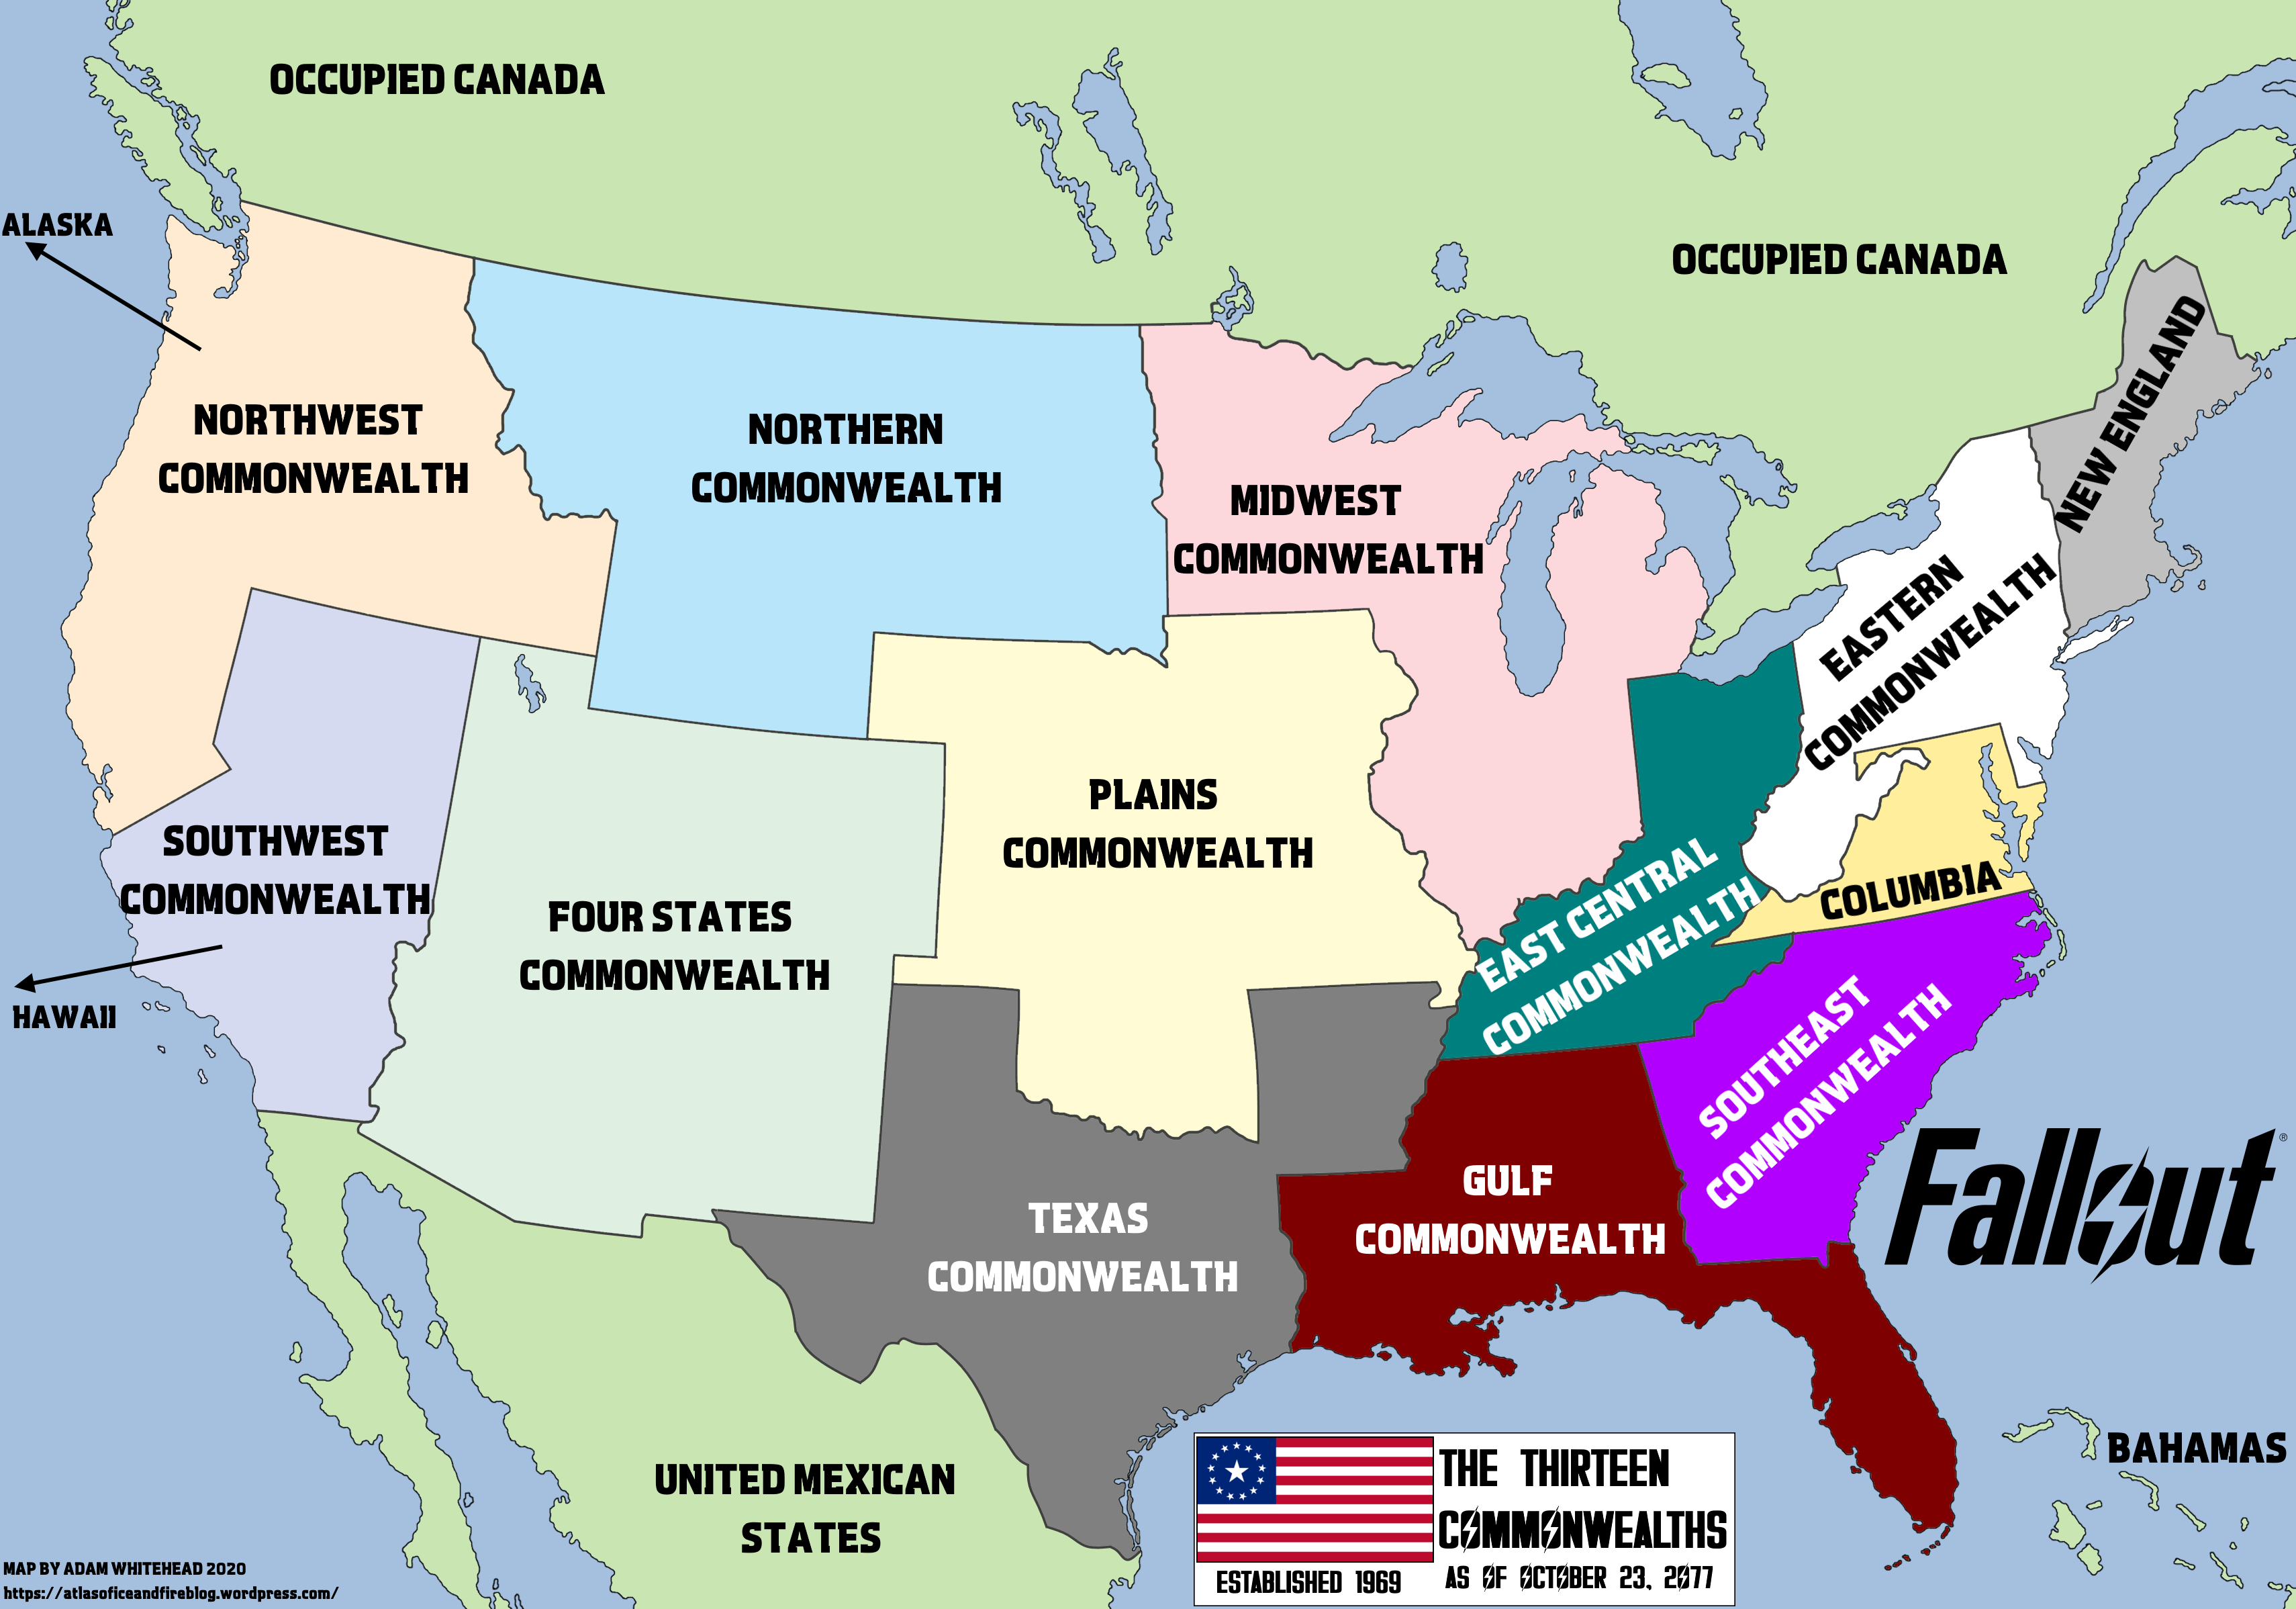 OCCUPIED CANADA
ALASKA
OCCUPIED CANADA
NORTHWEST
COMMONWEALTH
NORTHERN
COMMONWEALTH
MIDWEST
COMMONWEALTH
NEW ENGLAND
EASTERN
COMMONWEALTH
PLAINS
COMMONWEALTH
SOUTHWEST
COMMONWEALTH
HAWAII
FOUR STATES
COMMONWEALTH
EAST CENTRAL
COMMONWEALTH
COLUMBIA
SOUTHEAST
COMMONWEALTH
GULF
COMMONWEALTH
TEXAS
COMMONWEALTH
Fallout®
BAHAMAS
UNITED MEXICAN
STATES
THE THIRTEEN
COMMONWEALTHS
AS OF OCTOBER 23, 2077
ESTABLISHED 1969
MAP BY ADAM WHITEHEAD 2020
https://atlasoficeandfireblog.wordpress.com/